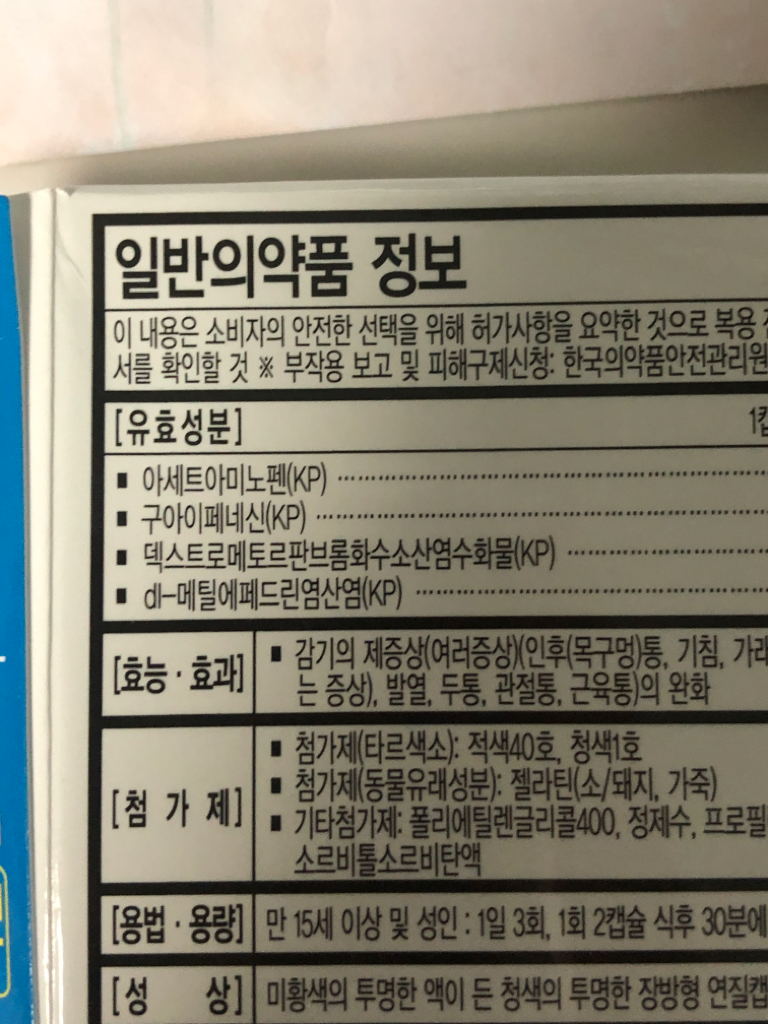 일반의약품 정보
이 내용은 소비자의 안전한 선택을 위해 허가사항을 요약한 것으로 복용
서를 확인할 것 ※ 부작용 보고 및 피해구제신청: 한국의약품안전관리원
[유효성분] 1캡
▪ 아세트아미노펜(KP) ························
▪ 구아이페네신(KP) ························
▪ 덱스트로메토르판브롬화수소산염수화물(KP) ············
▪ dl-메틸에페드린염산염(KP) ····················
[효능·효과] ▪ 감기의 제증상(여러증상)(인후(목구멍)통, 기침, 가래
는 증상), 발열, 두통, 관절통, 근육통)의 완화
▪ 첨가제(타르색소): 적색40호, 청색1호
▪ 첨가제(동물유래성분): 젤라틴(소/돼지, 가죽)
[첨 가 제] ▪ 기타첨가제: 폴리에틸렌글리콜400, 정제수, 프로필
소르비톨소르비탄액
[용법·용량] 만 15세 이상 및 성인 : 1일 3회, 1회 2캡슐 식후 30분에
[성 상] 미황색의 투명한 액이 든 청색의 투명한 장방형 연질캡